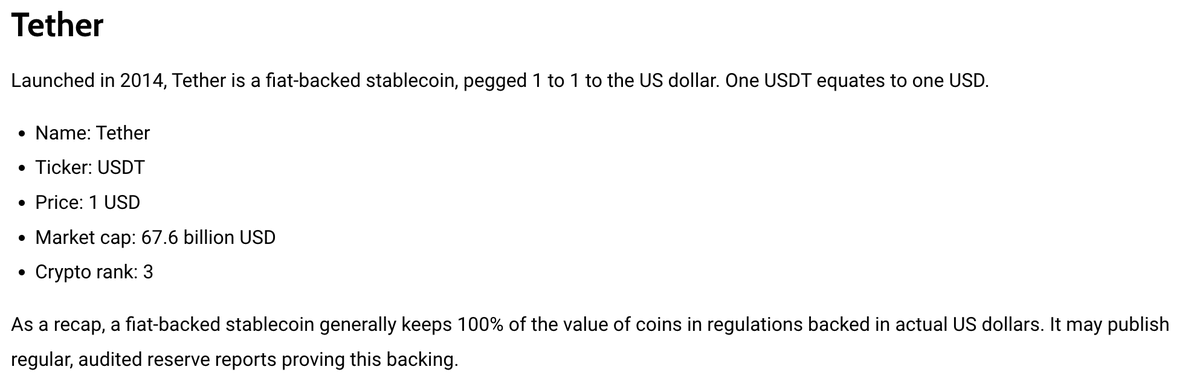 Tether
Launched in 2014, Tether is a fiat-backed stablecoin, pegged 1 to 1 to the US dollar. One USDT equates to one USD.
• Name: Tether
• Ticker: USDT
• Price: 1 USD
• Market cap: 67.6 billion USD
• Crypto rank: 3
As a recap, a fiat-backed stablecoin generally keeps 100% of the value of coins in regulations backed in actual US dollars. It may publish
regular, audited reserve reports proving this backing.